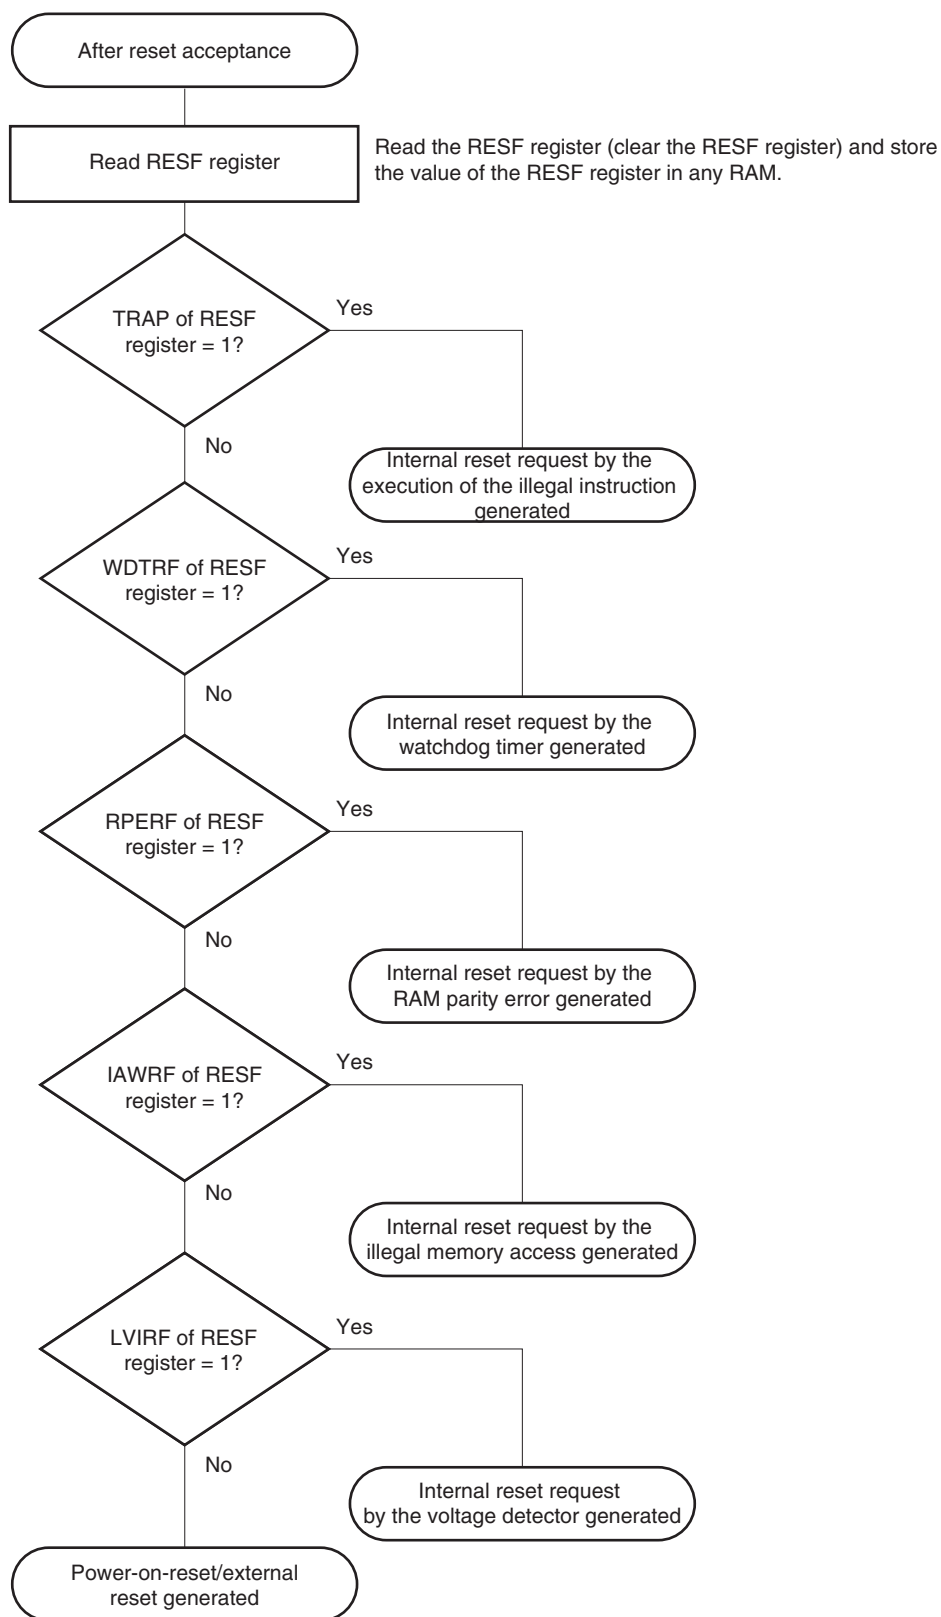 After reset acceptance
Read RESF register
Read the RESF register (clear the RESF register) and store
the value of the RESF register in any RAM.
TRAP of RESF
register = 1?
Yes
No
Internal reset request by the
execution of the illegal instruction
generated
WDTRF of RESF
register = 1?
Yes
No
Internal reset request by the
watchdog timer generated
RPERF of RESF
register = 1?
Yes
No
Internal reset request by the
RAM parity error generated
IAWRF of RESF
register = 1?
Yes
No
Internal reset request by the
illegal memory access generated
LVIRF of RESF
register = 1?
Yes
No
Internal reset request
by the voltage detector generated
Power-on-reset/external
reset generated